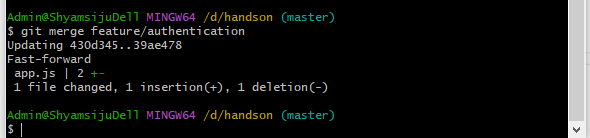 Admin@ShyamsijuDell MINGW64 /d/handson (master)
$ git merge feature/authentication
Updating 430d345..39ae478
Fast-forward
 app.js | 2 +-
 1 file changed, 1 insertion(+), 1 deletion(-)

Admin@ShyamsijuDell MINGW64 /d/handson (master)
$